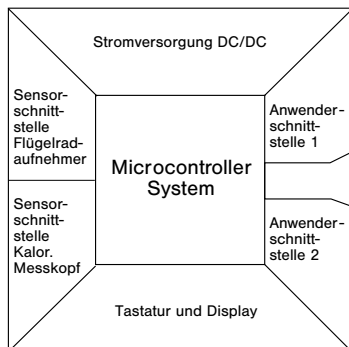 Stromversorgung DC/DC
Sensor-
schnitt-
stelle
Flügelrad-
aufnehmer
Anwender-
schnitt-
stelle 1
Microcontroller
System
Sensor-
schnitt-
stelle
Kalor.
Messkopf
Anwender-
schnitt-
stelle 2
Tastatur und Display